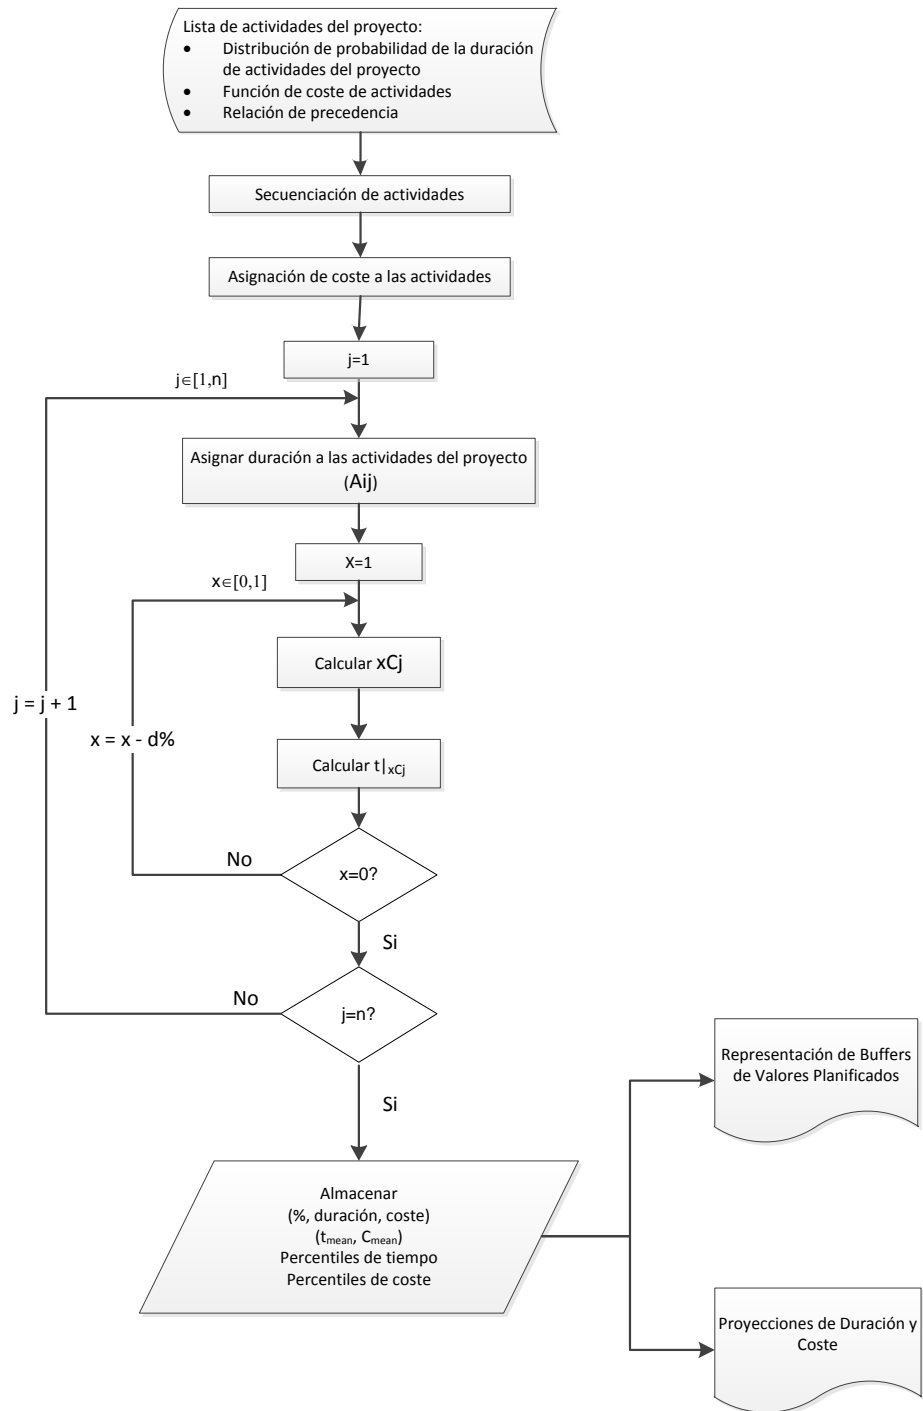 Lista de actividades del proyecto:
• Distribución de probabilidad de la duración
de actividades del proyecto
• Función de coste de actividades
• Relación de precedencia
Secuenciación de actividades
Asignación de coste a las actividades
j=1
j∈[1,n]
Asignar duración a las actividades del proyecto
(Aij)
X=1
x∈[0,1]
Calcular xCj
j = j + 1
x = x - d%
Calcular t|xCj
No
x=0?
Si
No
j=n?
Si
Representación de Buffers
de Valores Planificados
Almacenar
(%, duración, coste)
(tmean, Cmean)
Percentiles de tiempo
Percentiles de coste
Proyecciones de Duración y
Coste